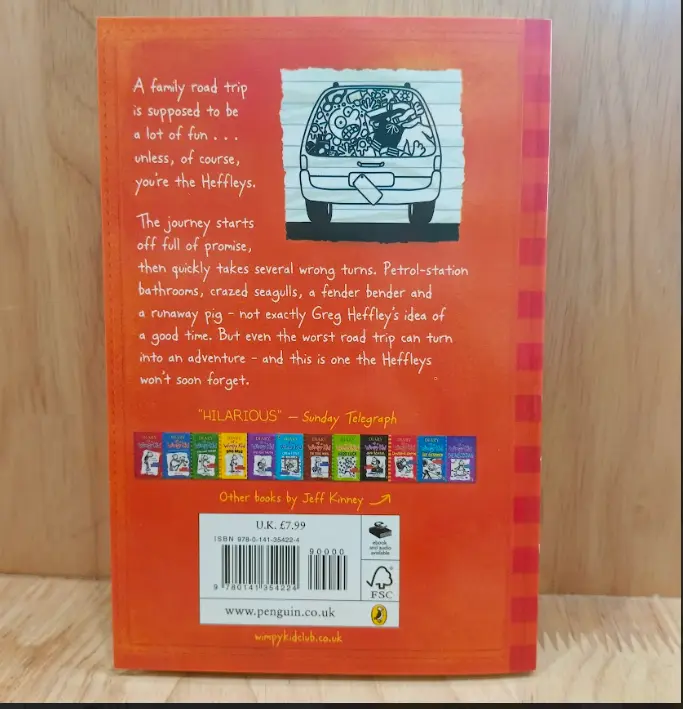 A family road trip
is supposed to be
a lot of fun . . .
unless, of course,
you're the Heffleys.
The journey starts
off full of promise,
then quickly takes several wrong turns. Petrol-station
bathrooms, crazed seagulls, a fender bender and
a runaway pig – not exactly Greg Heffley's idea of
a good time. But even the worst road trip can turn
into an adventure – and this is one the Heffleys
won't soon forget.
"HILARIOUS" – Sunday Telegraph
Other books by Jeff Kinney
U.K. £7.99
ISBN 978-0-141-35422-4
90000
9 780141 354224
ebook
and audio
available
FSC
www.penguin.co.uk
wimpykidclub.co.uk